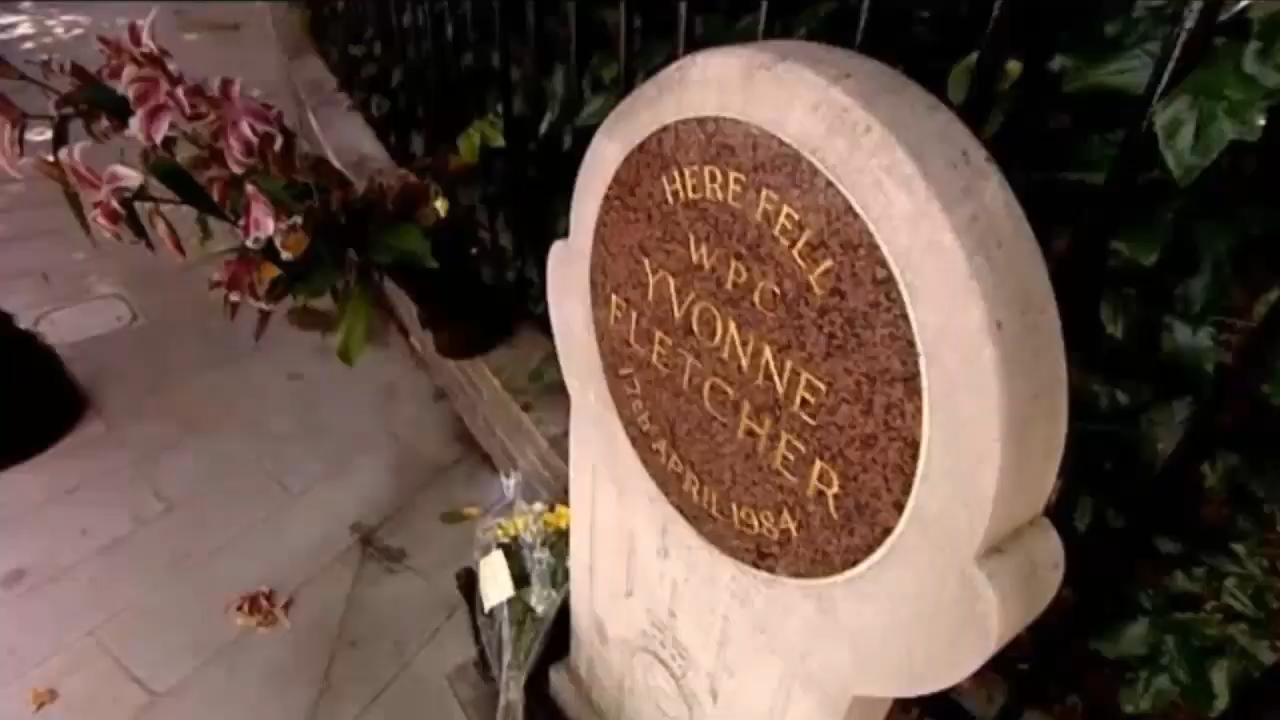 HERE FELL
WPC
YVONNE
FLETCHER
17th APRIL 1984